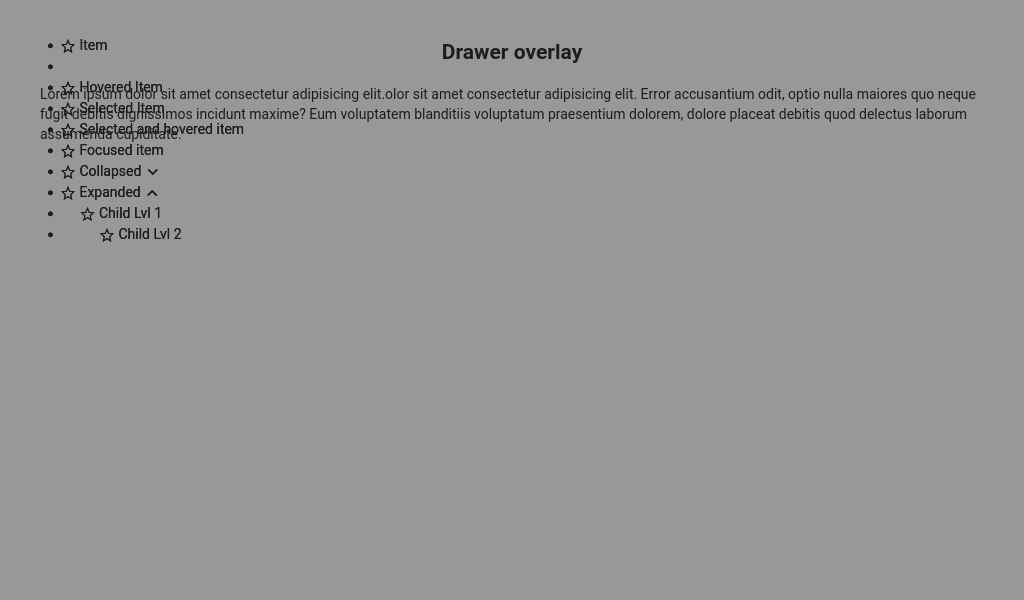 Item
Drawer overlay
Hovered Item
Lorem ipsum dolor sit amet consectetur adipisicing elit.olor sit amet consectetur adipisicing elit. Error accusantium odit, optio nulla maiores quo neque
Selected Item
fugit debitis dignissimos incidunt maxime? Eum voluptatem blanditiis voluptatum praesentium dolorem, dolore placeat debitis quod delectus laborum
Selected and hovered item
assumenda cupiditate.
Focused item
Collapsed
Expanded
Child Lvl 1
Child Lvl 2